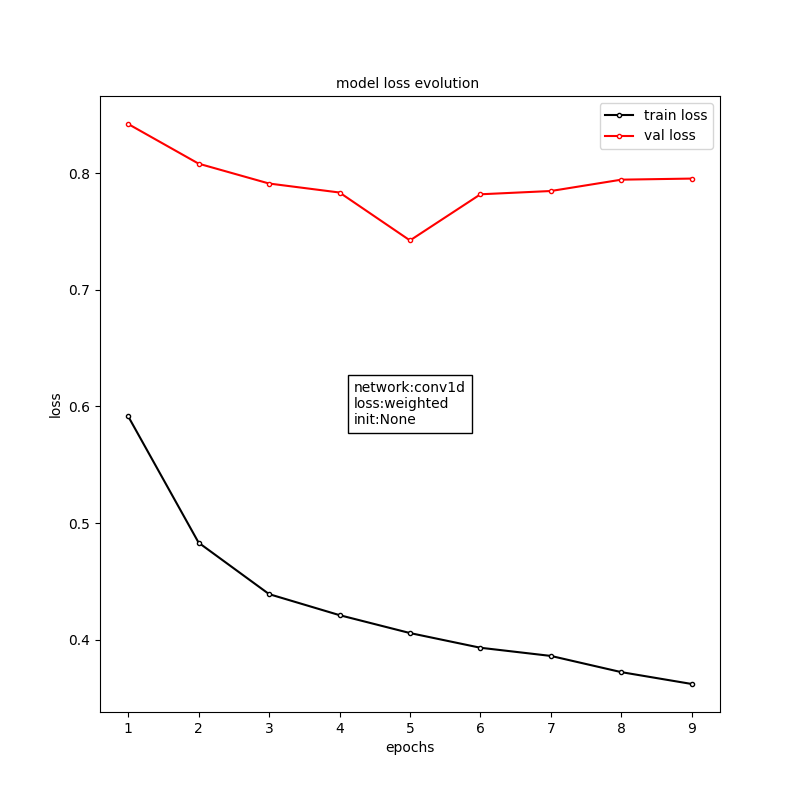 model loss evolution
train loss
val loss
0.8
0.7
0.6
0.5
0.4
loss
network:conv1d
loss:weighted
init:None
1 2 3 4 5 6 7 8 9
epochs